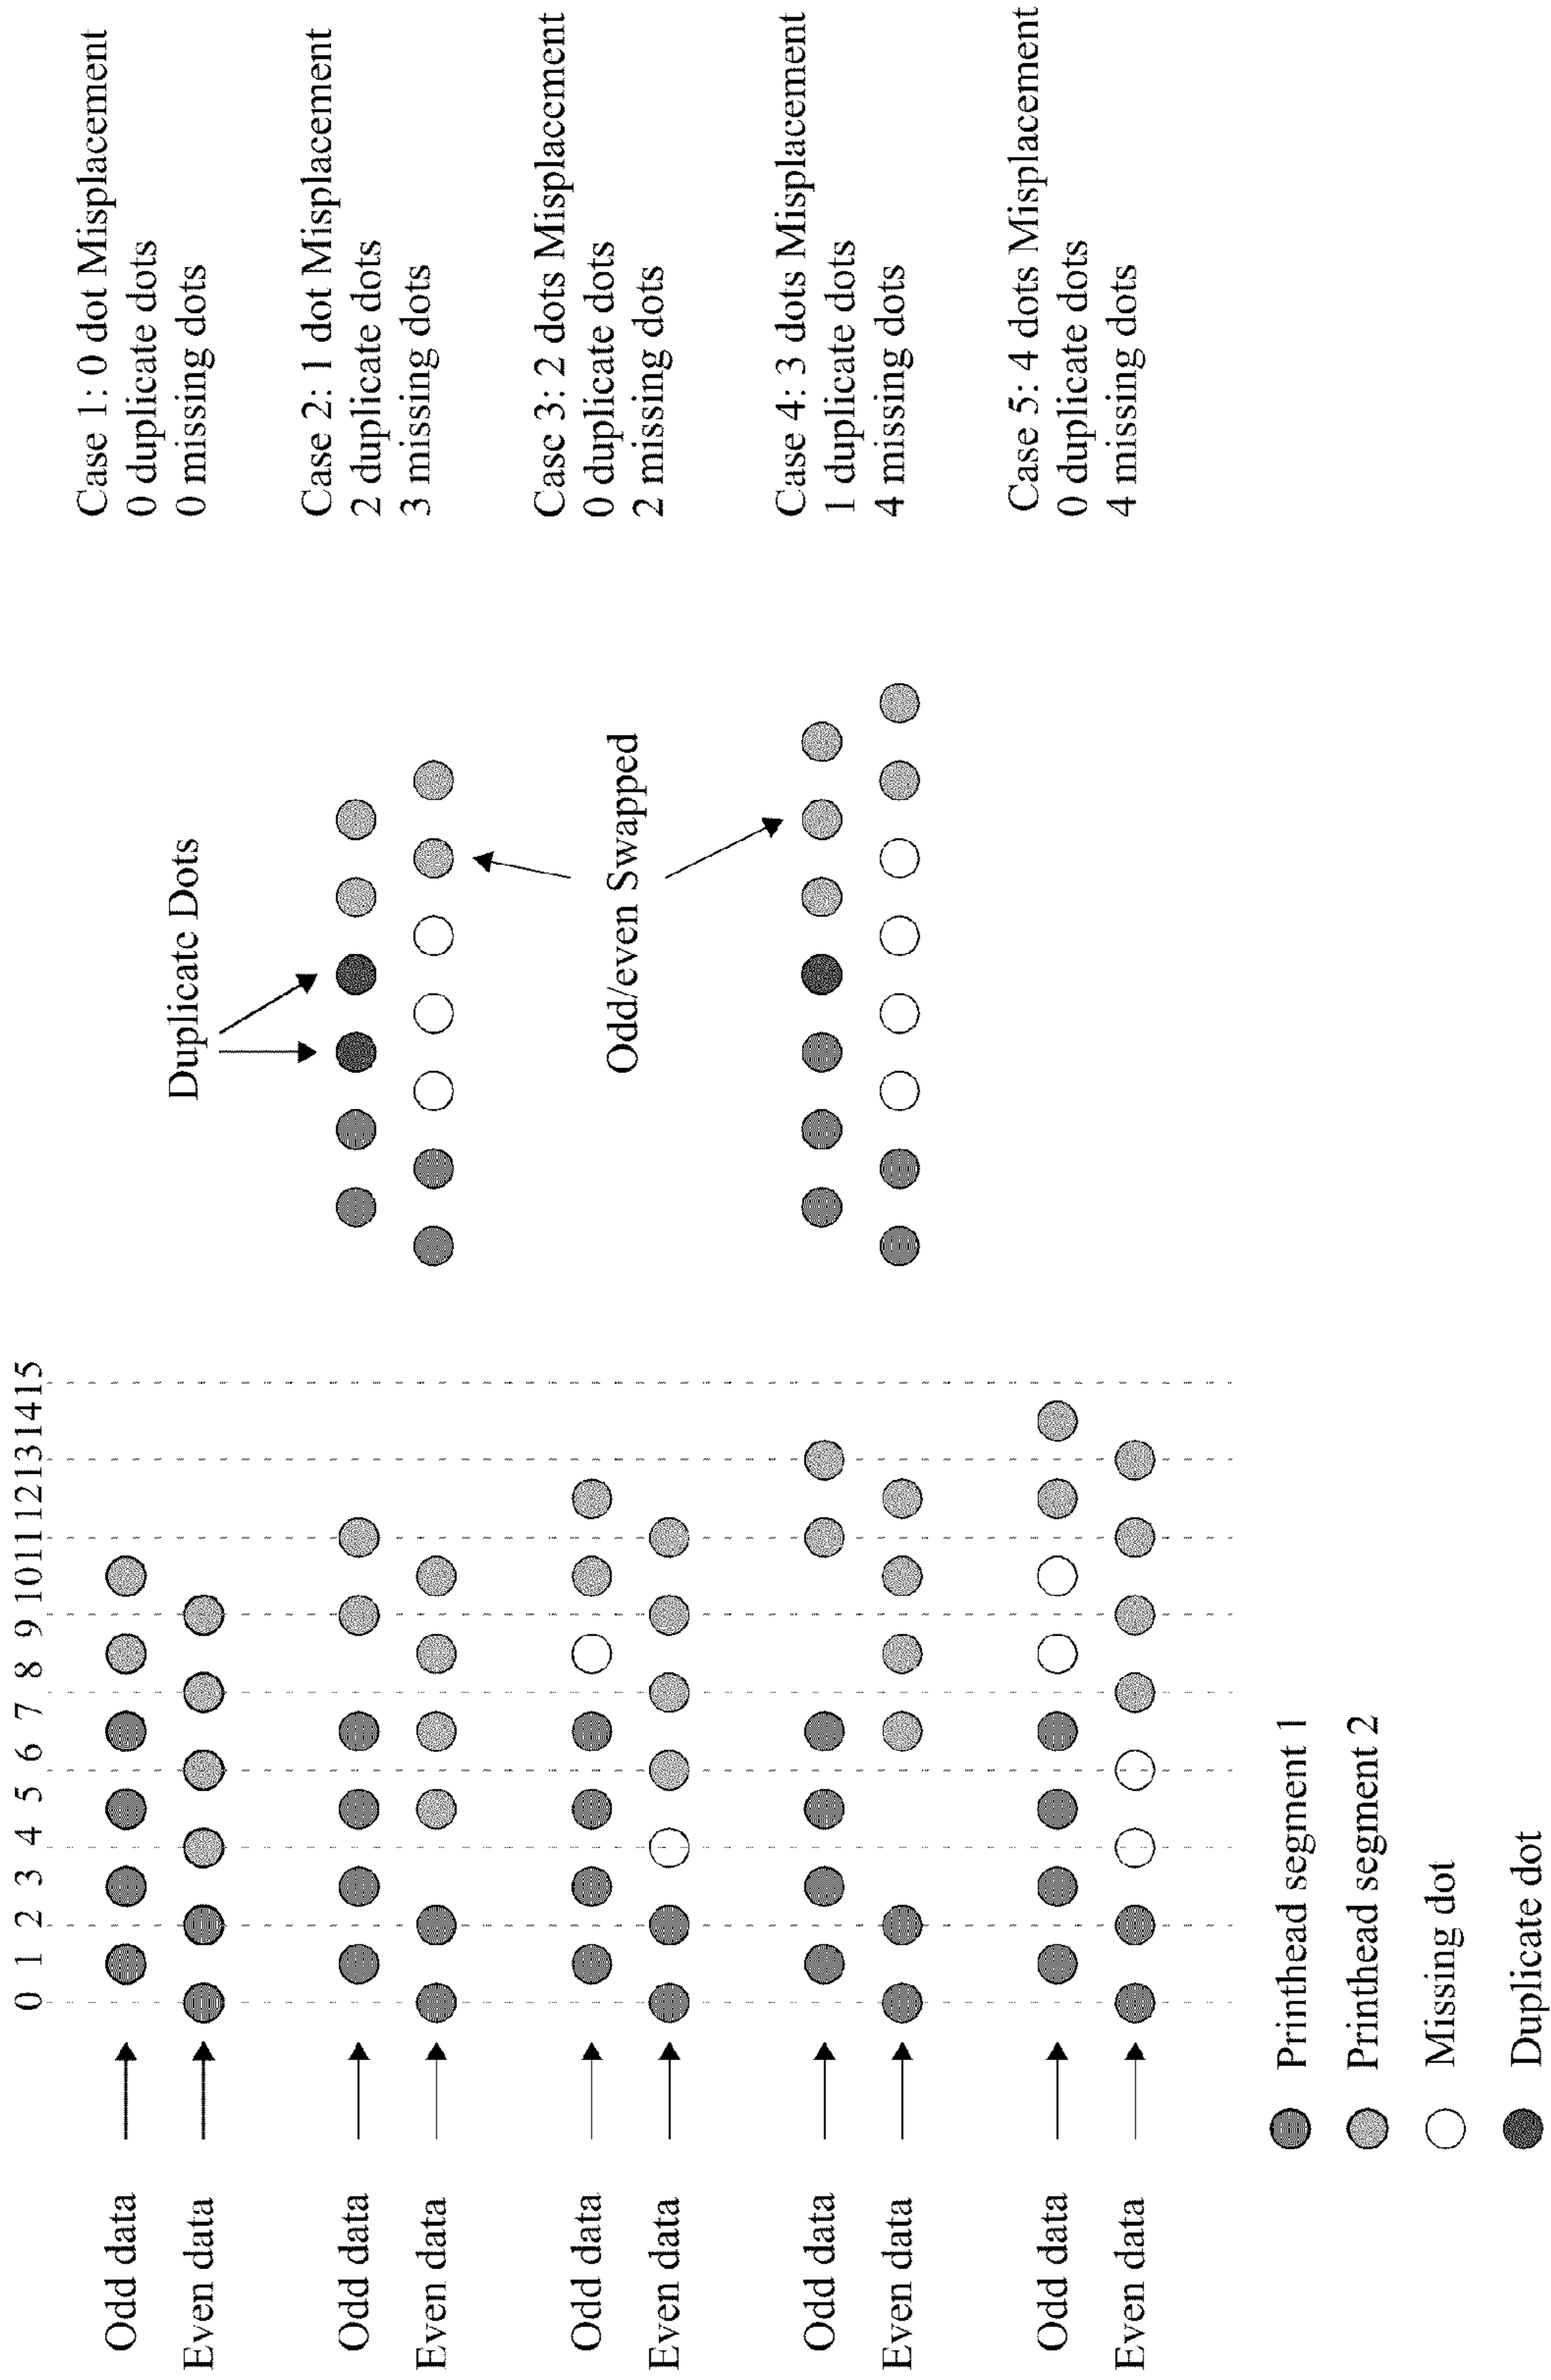 0 1 2 3 4 5 6 7 8 9 10 11 12 13 14 15
Odd data
Even data
Case 1: 0 dot Misplacement
0 duplicate dots
0 missing dots
Duplicate Dots
Odd data
Even data
Case 2: 1 dot Misplacement
2 duplicate dots
3 missing dots
Odd data
Even data
Odd/even Swapped
Case 3: 2 dots Misplacement
0 duplicate dots
2 missing dots
Odd data
Even data
Case 4: 3 dots Misplacement
1 duplicate dots
4 missing dots
Odd data
Even data
Case 5: 4 dots Misplacement
0 duplicate dots
4 missing dots
Printhead segment 1
Printhead segment 2
Missing dot
Duplicate dot